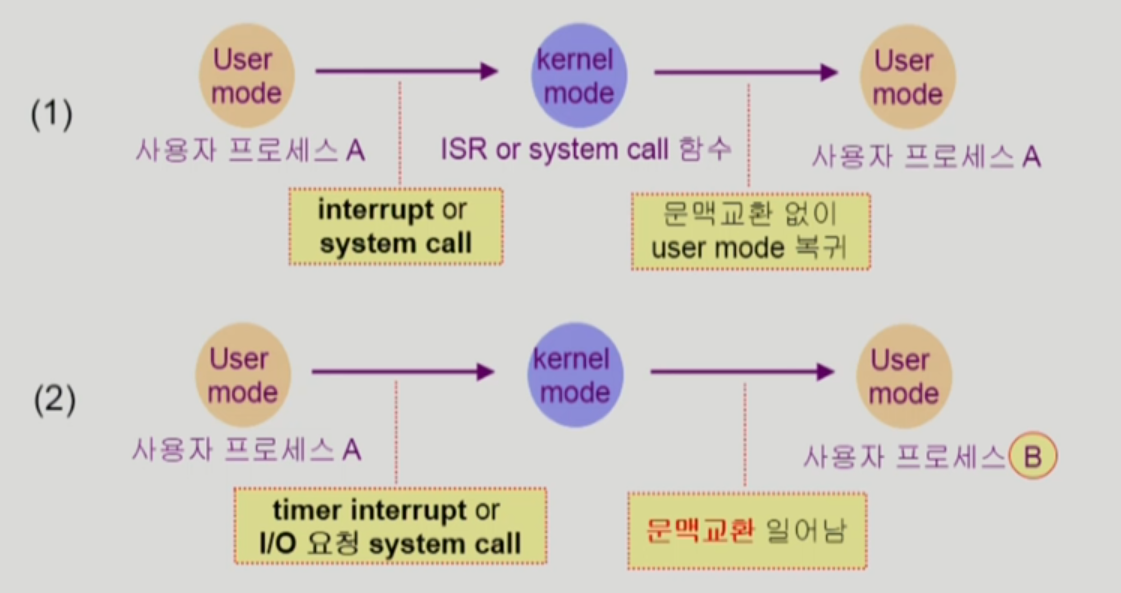 (1)
User
mode
사용자 프로세스 A
interrupt or
system call
kernel
mode
ISR or system call 함수
문맥교환 없이
user mode 복귀
User
mode
사용자 프로세스 A
(2)
User
mode
사용자 프로세스 A
timer interrupt or
I/O 요청 system call
kernel
mode
문맥교환 일어남
User
mode
사용자 프로세스 B